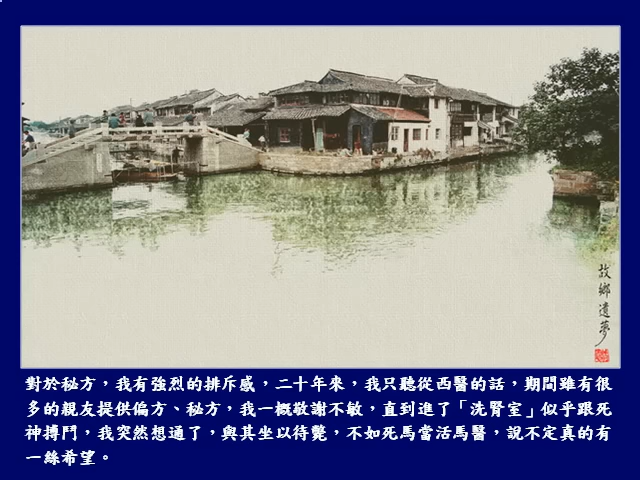 故鄉遺夢
對於秘方，我有強烈的排斥感，二十年來，我只聽從西醫的話，期間雖有很
多的親友提供偏方、秘方，我一概敬謝不敏，直到進了「洗腎室」似乎跟死
神搏鬥，我突然想通了，與其坐以待斃，不如死馬當活馬醫，說不定真的有
一絲希望。